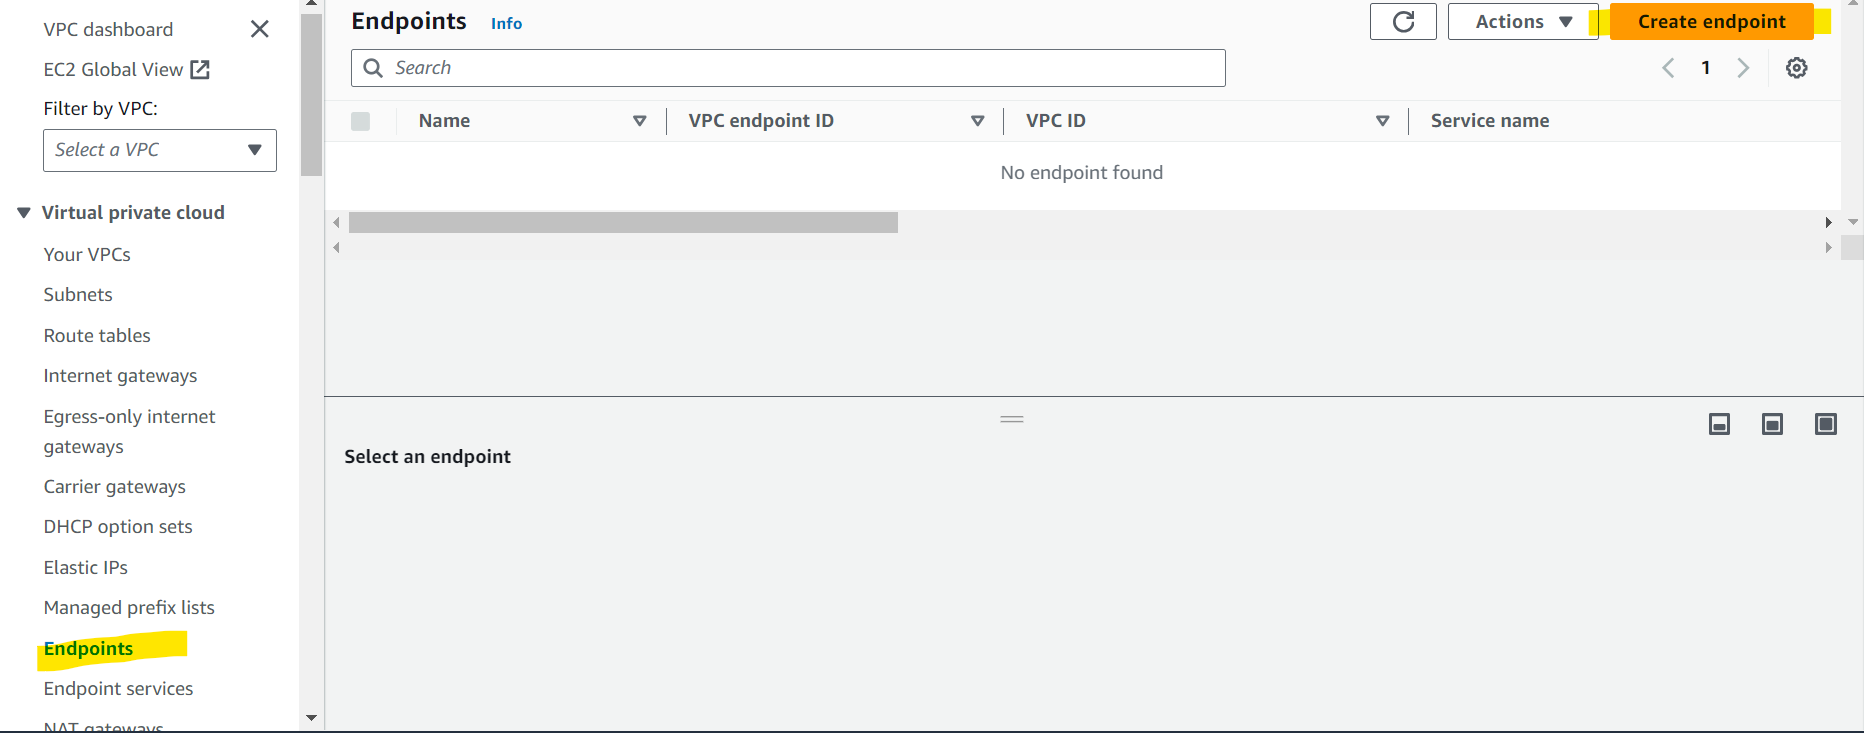 VPC dashboard
EC2 Global View
Filter by VPC:
Select a VPC
Virtual private cloud
Your VPCs
Subnets
Route tables
Internet gateways
Egress-only internet
gateways
Carrier gateways
DHCP option sets
Elastic IPs
Managed prefix lists
Endpoints
Endpoint services
NAT gateways
Endpoints Info
Actions
Create endpoint
Search
1
Name
VPC endpoint ID
VPC ID
Service name
No endpoint found
Select an endpoint